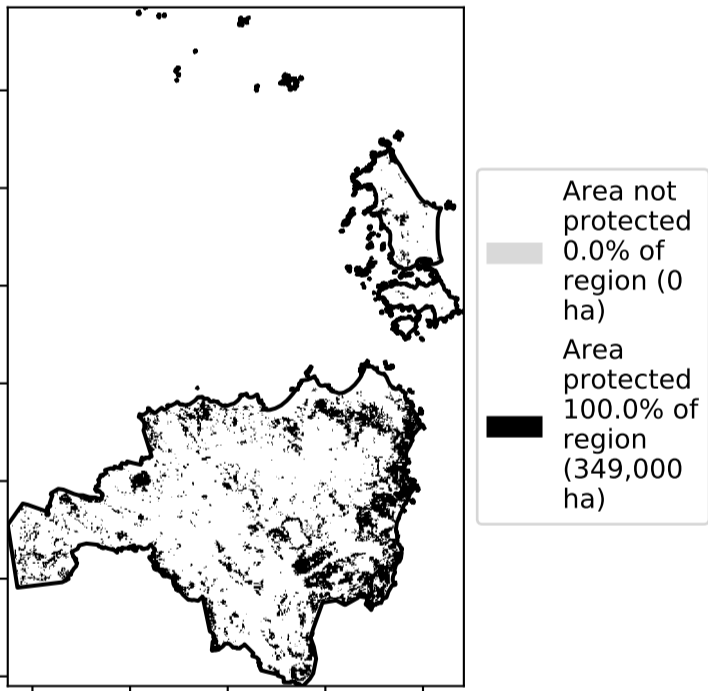 Area not
protected
0.0% of
region (0
ha)
Area
protected
100.0% of
region
(349,000
ha)